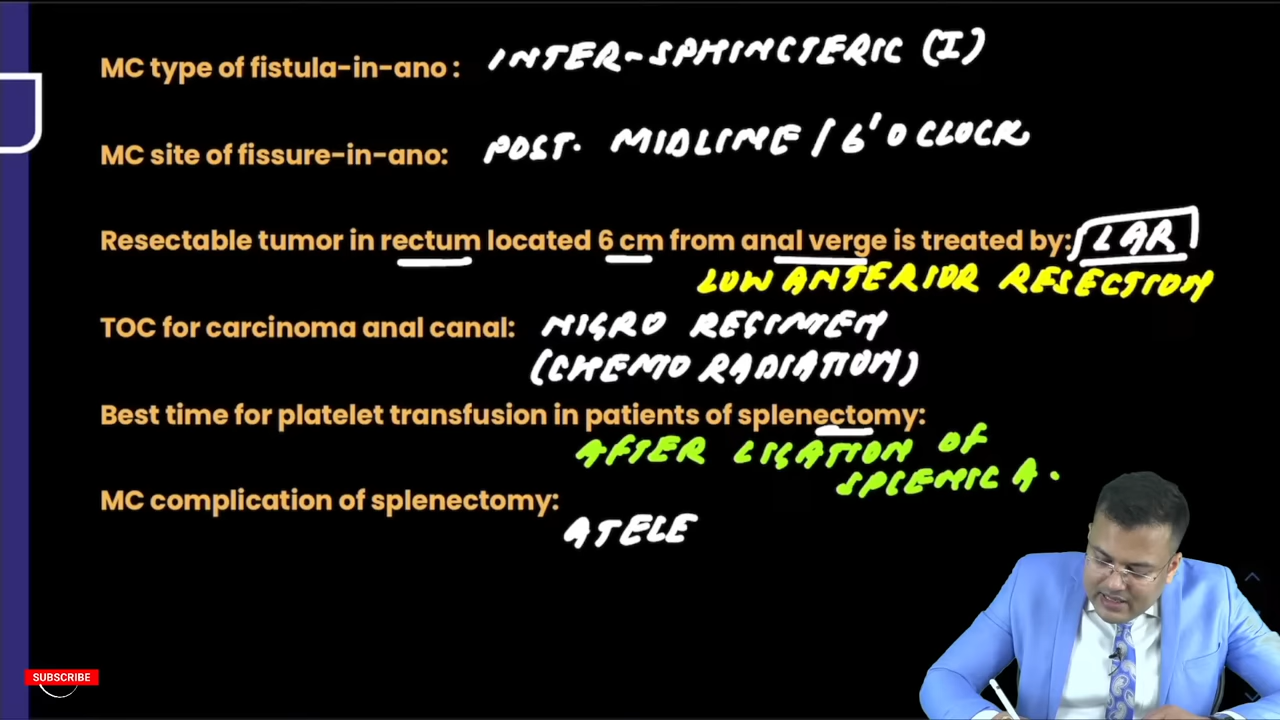 MC type of fistula-in-ano : INTER-SPHINCTERIC (I)
MC site of fissure-in-ano: POST. MIDLINE / 6'O CLOCK
Resectable tumor in rectum located 6 cm from anal verge is treated by: LAR
LOW ANTERIOR RESECTION
TOC for carcinoma anal canal: NIGRO REGIMEN
(CHEMO RADIATION)
Best time for platelet transfusion in patients of splenectomy:
AFTER LIGATION OF
SPLENIC A.
MC complication of splenectomy:
ATELE
SUBSCRIBE